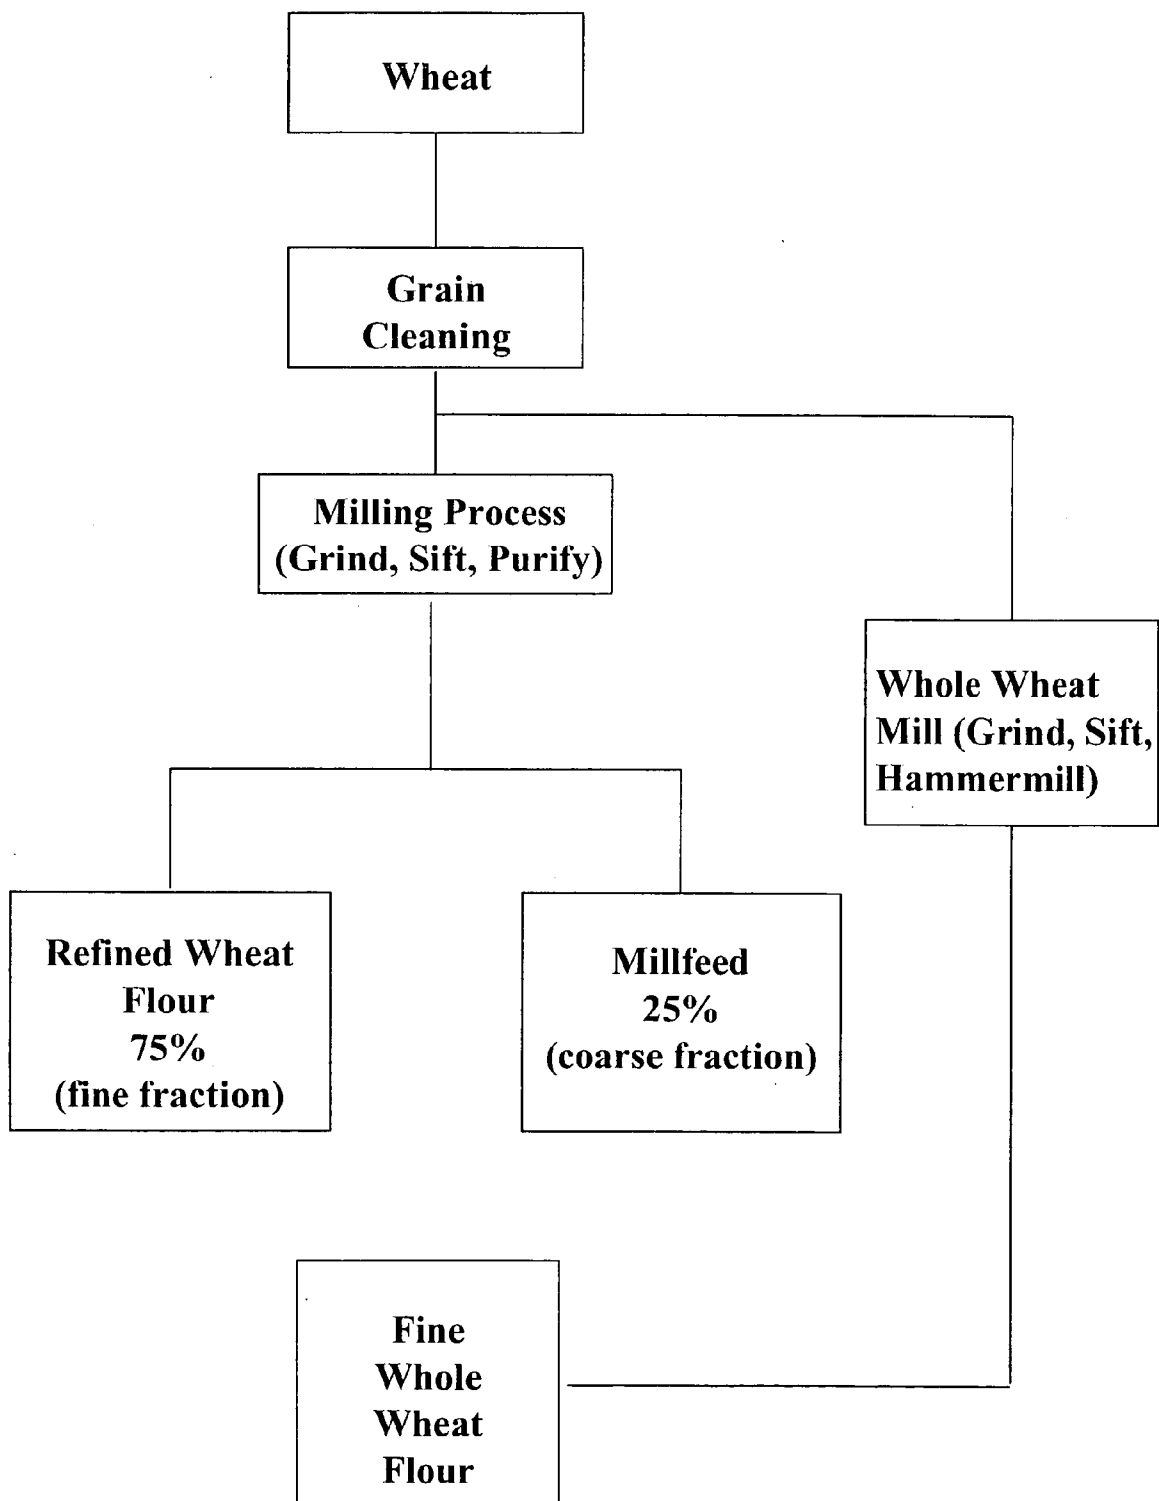 Wheat
Grain
Cleaning
Milling Process
(Grind, Sift, Purify)
Whole Wheat
Mill (Grind, Sift,
Hammermill)
Refined Wheat
Flour
75%
(fine fraction)
Millfeed
25%
(coarse fraction)
Fine
Whole
Wheat
Flour